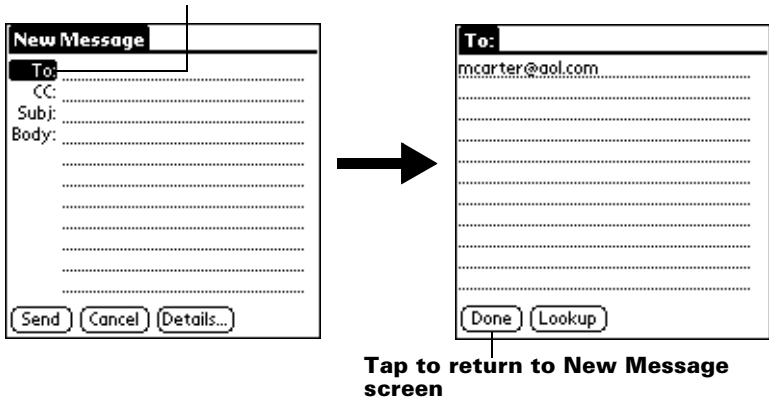 New Message
To:
CC:
Subj:
Body:
Send Cancel Details...
To:
mcarter@aol.com
Done Lookup
Tap to return to New Message
screen